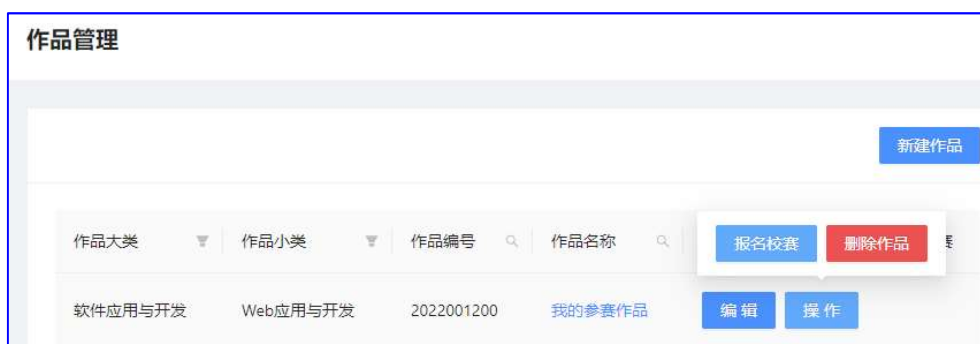 作品管理
新建作品
作品大类 作品小类 作品编号 作品名称 报名校赛 删除作品 赛
软件应用与开发 Web应用与开发 2022001200 我的参赛作品 编辑 操作